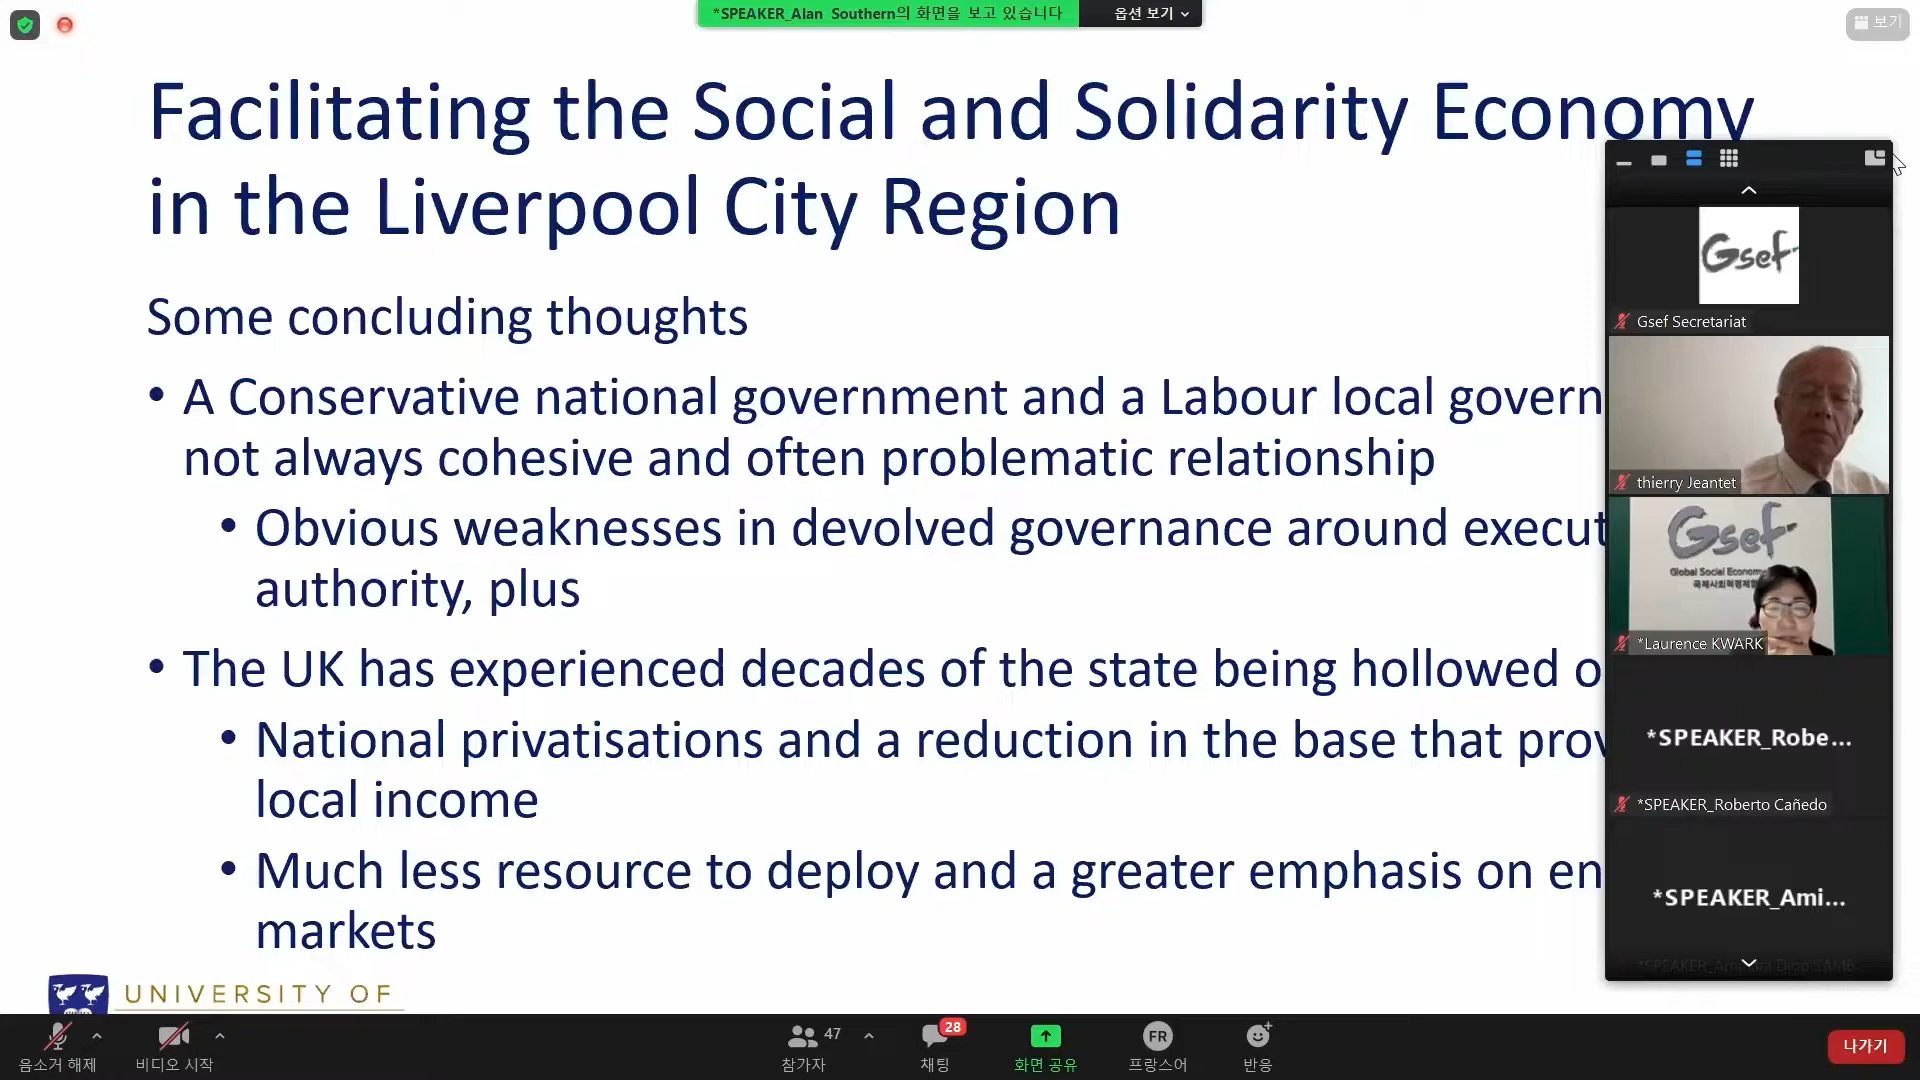 *SPEAKER_Alan Southern의 화면을 보고 있습니다 옵션 보기
보기
Facilitating the Social and Solidarity Economy
in the Liverpool City Region
Some concluding thoughts
• A Conservative national government and a Labour local govern
not always cohesive and often problematic relationship
• Obvious weaknesses in devolved governance around execut
authority, plus
• The UK has experienced decades of the state being hollowed o
• National privatisations and a reduction in the base that prov
local income
• Much less resource to deploy and a greater emphasis on en
markets
UNIVERSITY OF
Gsef
Gsef Secretariat
thierry Jeantet
Gsef
Global Social Economy
*Laurence KWARK
*SPEAKER_Robe...
*SPEAKER_Roberto Cañedo
*SPEAKER_Ami...
음소거 해제
비디오 시작
47
참가자
28
채팅
화면 공유
FR
프랑스어
반응
나가기